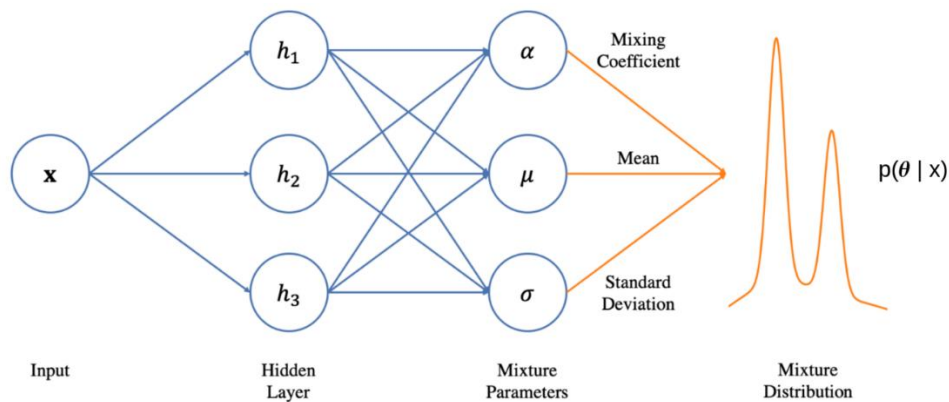 h₁
α
Mixing
Coefficient
x
h₂
μ
Mean
p(θ | x)
h₃
σ
Standard
Deviation
Input
Hidden
Layer
Mixture
Parameters
Mixture
Distribution